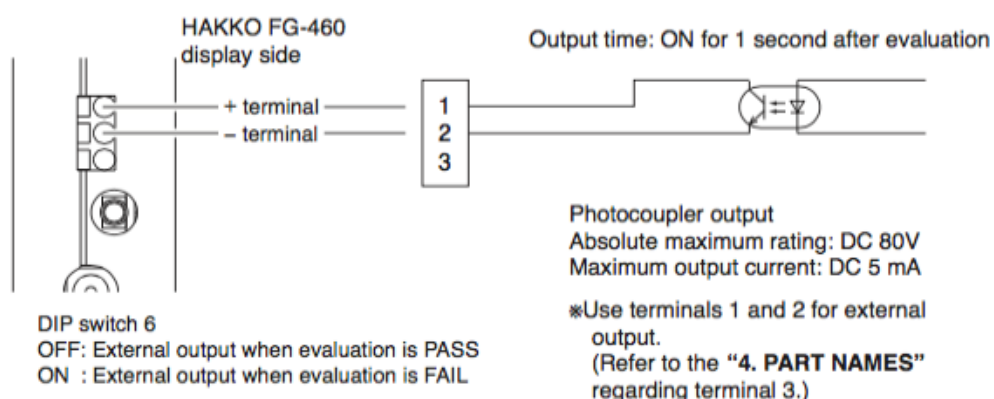 HAKKO FG-460
display side
Output time: ON for 1 second after evaluation
+ terminal
– terminal
1
2
3
Photocoupler output
Absolute maximum rating: DC 80V
Maximum output current: DC 5 mA
※Use terminals 1 and 2 for external
output.
(Refer to the “4. PART NAMES”
regarding terminal 3.)
DIP switch 6
OFF: External output when evaluation is PASS
ON : External output when evaluation is FAIL